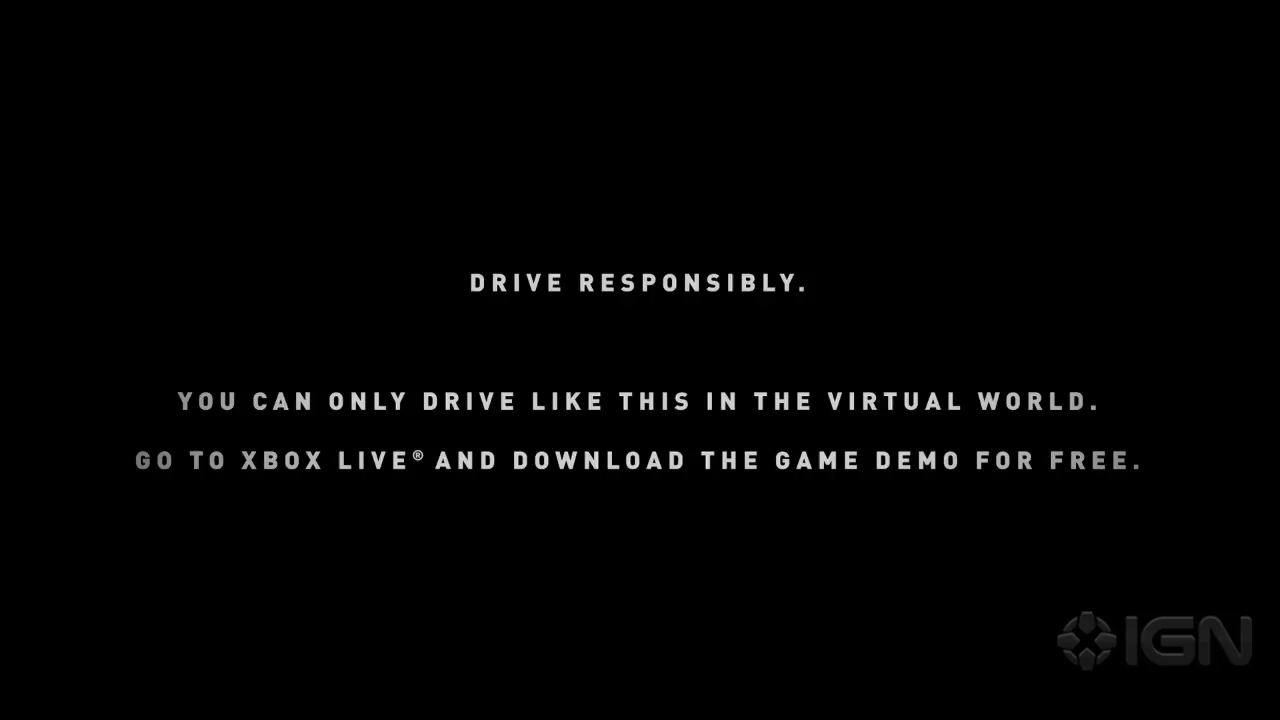 DRIVE RESPONSIBLY.
YOU CAN ONLY DRIVE LIKE THIS IN THE VIRTUAL WORLD.
GO TO XBOX LIVE® AND DOWNLOAD THE GAME DEMO FOR FREE.
IGN